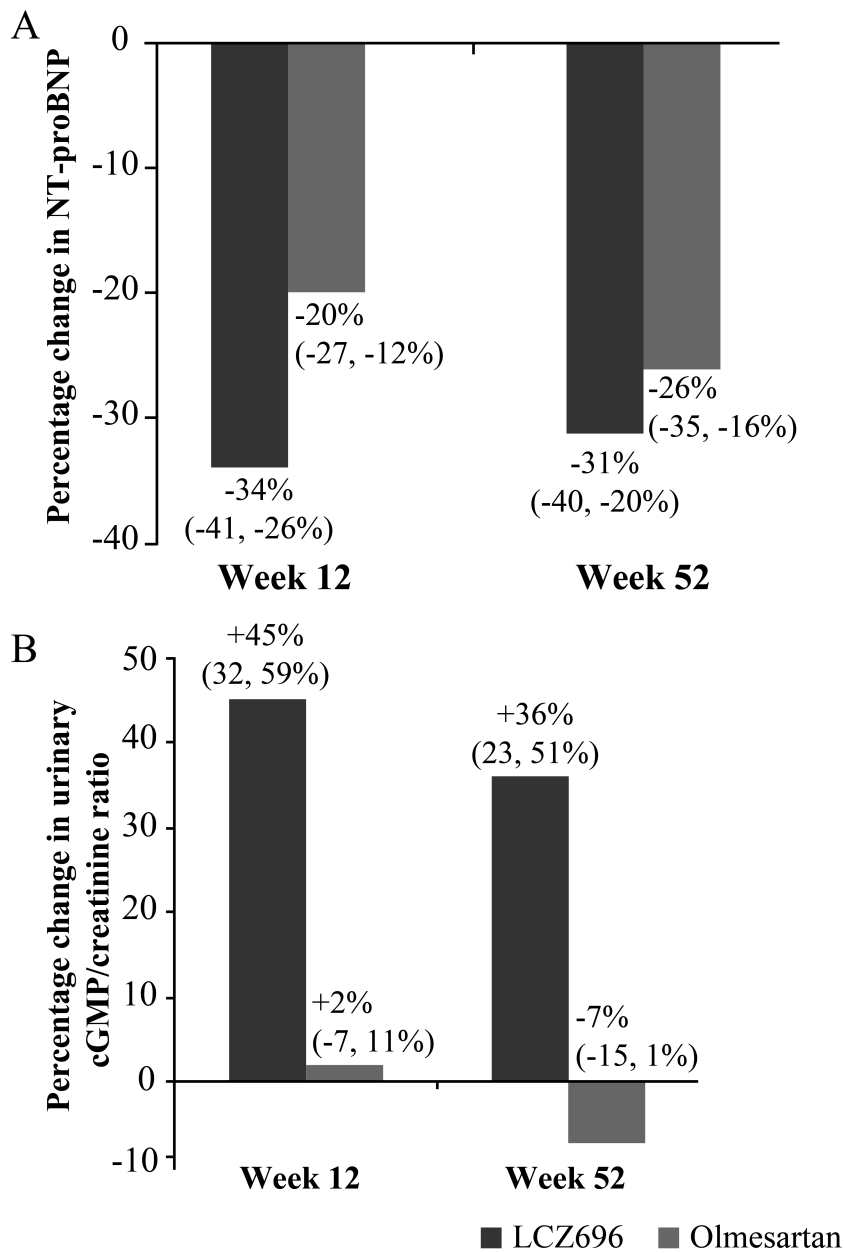 A
Percentage change in NT-proBNP
0
-10
-20
-30
-40
-34%
(-41, -26%)
-20%
(-27, -12%)
-31%
(-40, -20%)
-26%
(-35, -16%)
Week 12
Week 52
B
Percentage change in urinary
cGMP/creatinine ratio
50
40
30
20
10
0
-10
+45%
(32, 59%)
+2%
(-7, 11%)
+36%
(23, 51%)
-7%
(-15, 1%)
Week 12
Week 52
LCZ696
Olmesartan